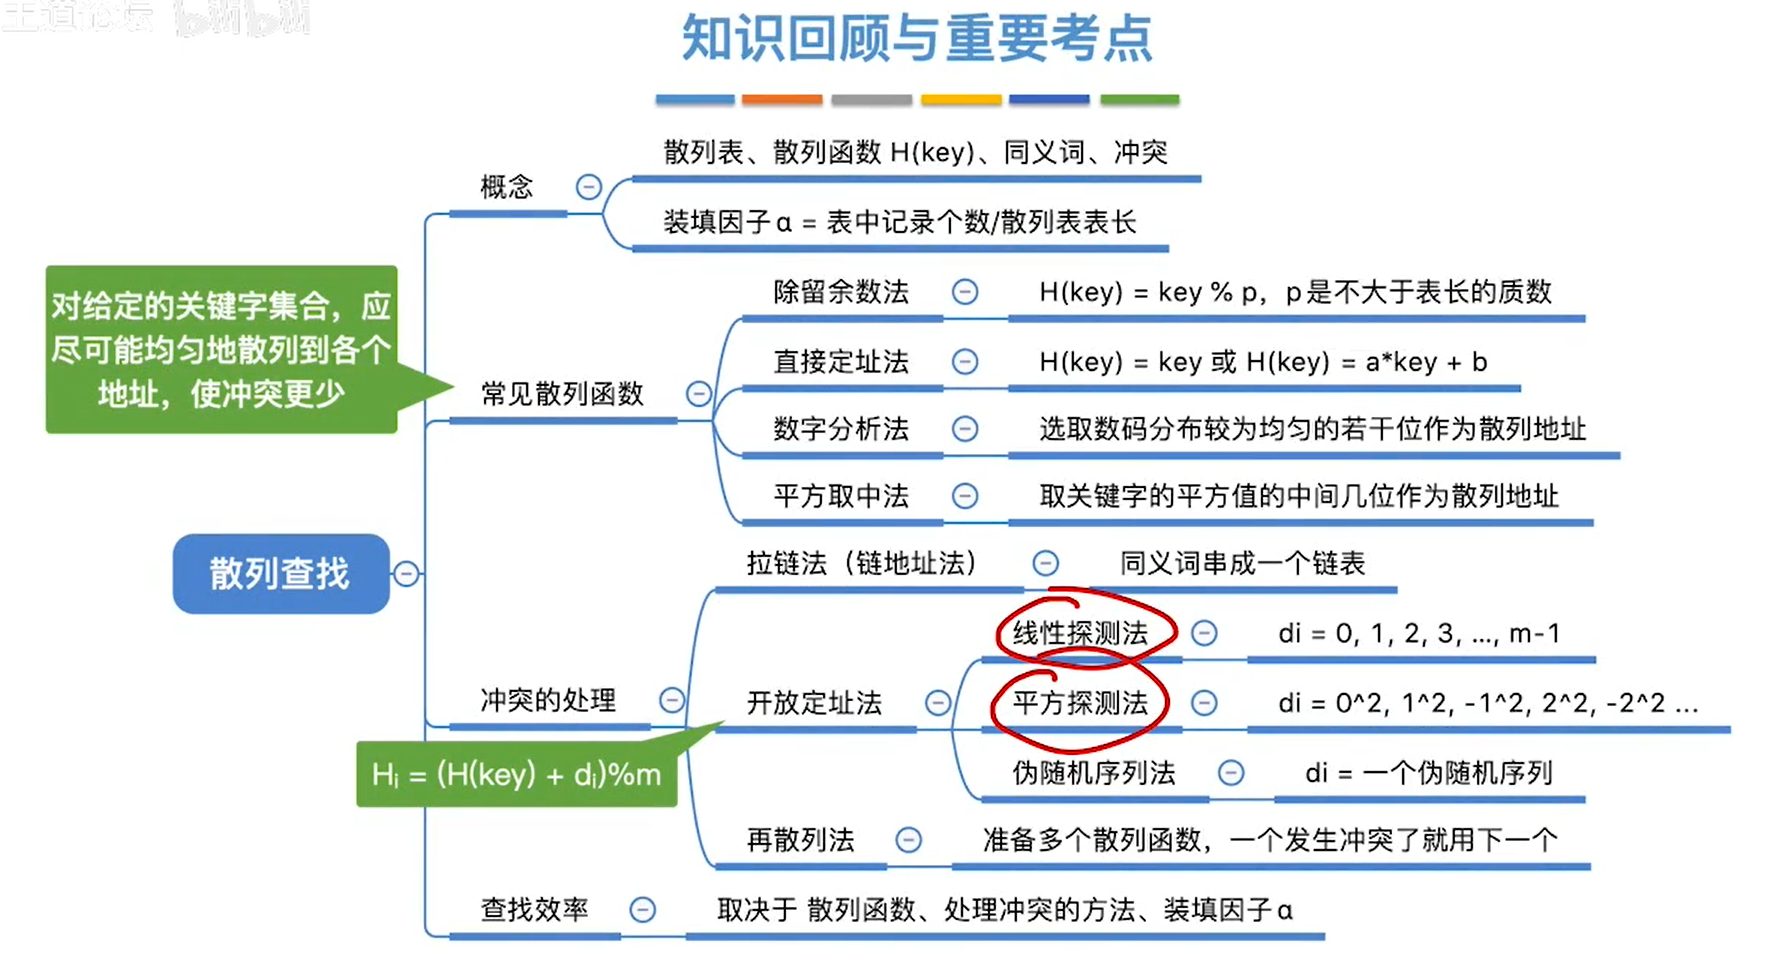 王道论坛 bilibili
知识回顾与重要考点
散列表、散列函数 H(key)、同义词、冲突
概念
装填因子α = 表中记录个数/散列表表长
对给定的关键字集合，应
尽可能均匀地散列到各个
地址，使冲突更少
除留余数法
H(key) = key % p，p是不大于表长的质数
直接定址法
H(key) = key 或 H(key) = a*key + b
常见散列函数
数字分析法
选取数码分布较为均匀的若干位作为散列地址
平方取中法
取关键字的平方值的中间几位作为散列地址
散列查找
拉链法（链地址法）
同义词串成一个链表
线性探测法
di = 0, 1, 2, 3, ..., m-1
冲突的处理
开放定址法
平方探测法
di = 0^2, 1^2, -1^2, 2^2, -2^2 ...
Hᵢ = (H(key) + dᵢ)%m
伪随机序列法
di = 一个伪随机序列
再散列法
准备多个散列函数，一个发生冲突了就用下一个
查找效率
取决于 散列函数、处理冲突的方法、装填因子α